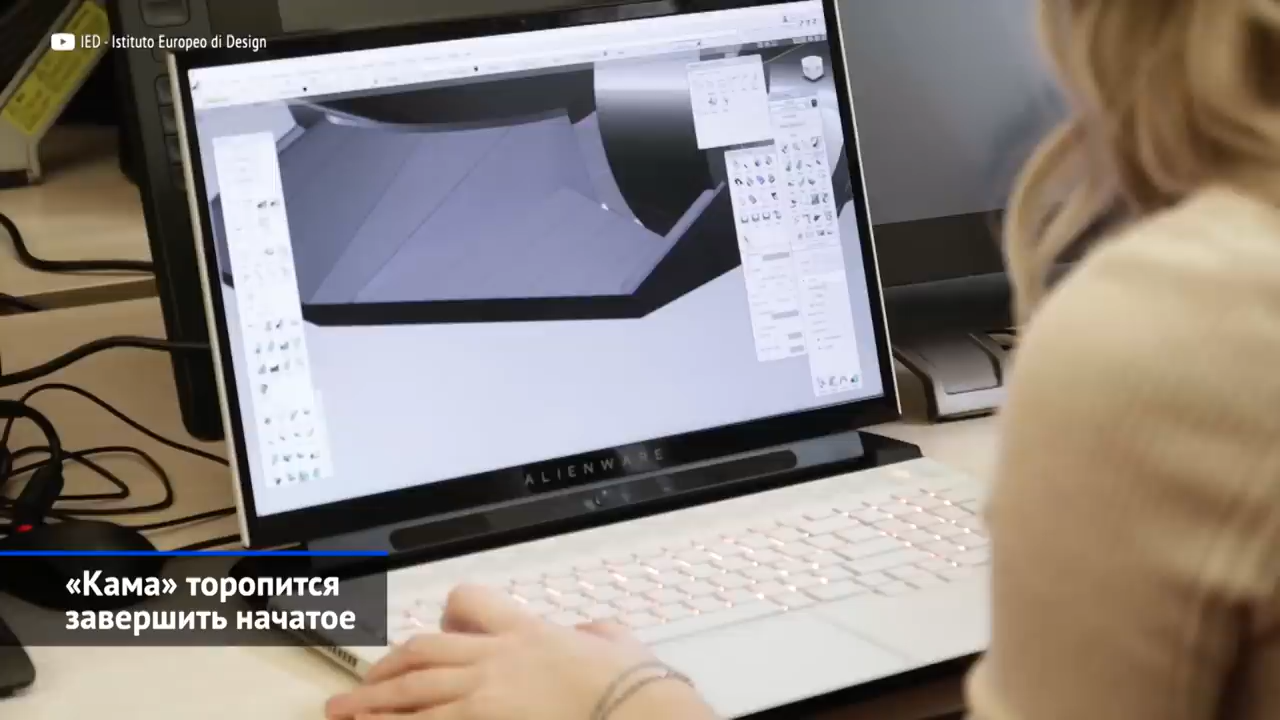 IED - Istituto Europeo di Design
ALIENWARE
«Кама» торопится
завершить начатое